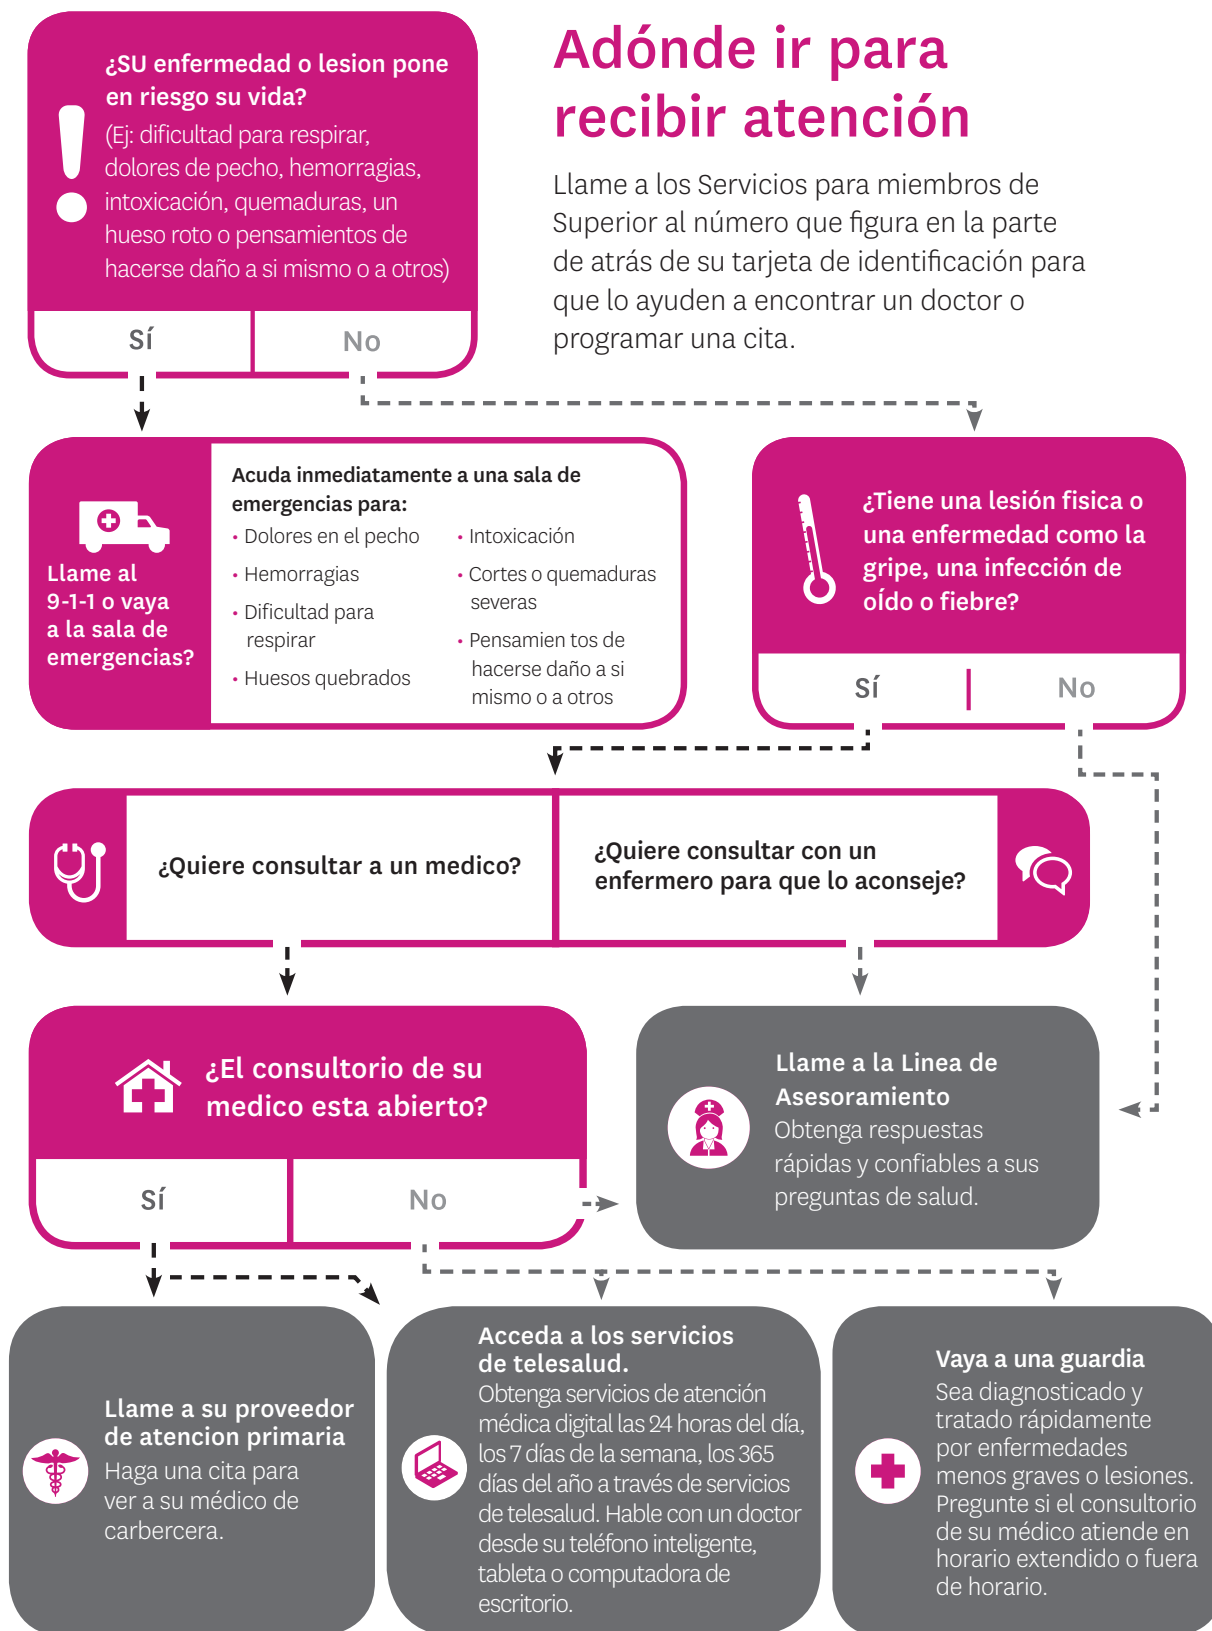 ¿SU enfermedad o lesion pone
en riesgo su vida?
(Ej: dificultad para respirar,
dolores de pecho, hemorragias,
intoxicación, quemaduras, un
hueso roto o pensamientos de
hacerse daño a si mismo o a otros)
Sí
No
Adónde ir para
recibir atención
Llame a los Servicios para miembros de
Superior al número que figura en la parte
de atrás de su tarjeta de identificación para
que lo ayuden a encontrar un doctor o
programar una cita.
Llame al
9-1-1 o vaya
a la sala de
emergencias?
Acuda inmediatamente a una sala de
emergencias para:
• Dolores en el pecho
• Hemorragias
• Dificultad para
respirar
• Huesos quebrados
• Intoxicación
• Cortes o quemaduras
severas
• Pensamien tos de
hacerse daño a si
mismo o a otros
¿Tiene una lesión fisica o
una enfermedad como la
gripe, una infección de
oÍdo o fiebre?
Sí
No
¿Quiere consultar a un medico?
¿Quiere consultar con un
enfermero para que lo aconseje?
¿El consultorio de su
medico esta abierto?
Sí
No
Llame a la Linea de
Asesoramiento
Obtenga respuestas
rápidas y confiables a sus
preguntas de salud.
Llame a su proveedor
de atencion primaria
Haga una cita para
ver a su médico de
carbercera.
Acceda a los servicios
de telesalud.
Obtenga servicios de atención
médica digital las 24 horas del día,
los 7 días de la semana, los 365
días del año a través de servicios
de telesalud. Hable con un doctor
desde su teléfono inteligente,
tableta o computadora de
escritorio.
Vaya a una guardia
Sea diagnosticado y
tratado rápidamente
por enfermedades
menos graves o lesiones.
Pregunte si el consultorio
de su médico atiende en
horario extendido o fuera
de horario.